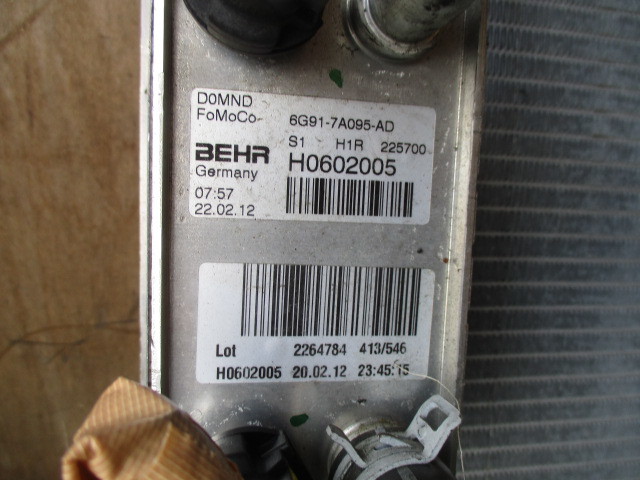 D0MND
FoMoCo- 6G91-7A095-AD
S1 H1R 225700
BEHR H0602005
Germany
07:57
22.02.12
Lot 2264784 413/546
H0602005 20.02.12 23:45:15